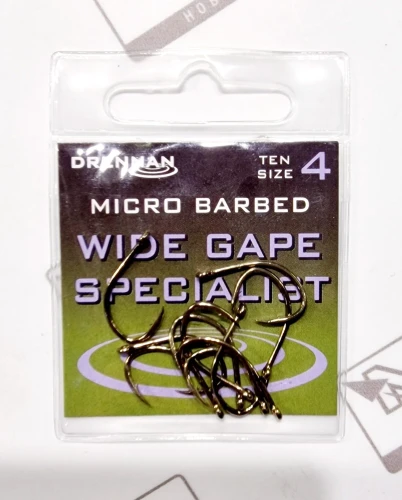 DRENNAN
TEN
SIZE 4
MICRO BARBED
WIDE GAPE
SPECIALIST